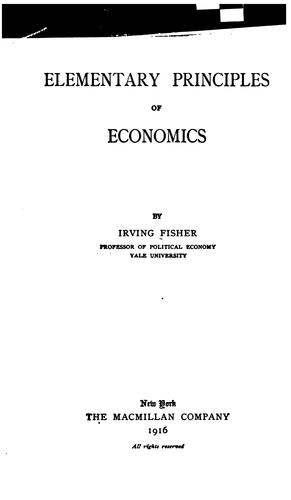 ELEMENTARY PRINCIPLES
OF
ECONOMICS
BY
IRVING FISHER
PROFESSOR OF POLITICAL ECONOMY
YALE UNIVERSITY
New York
THE MACMILLAN COMPANY
1916
All rights reserved